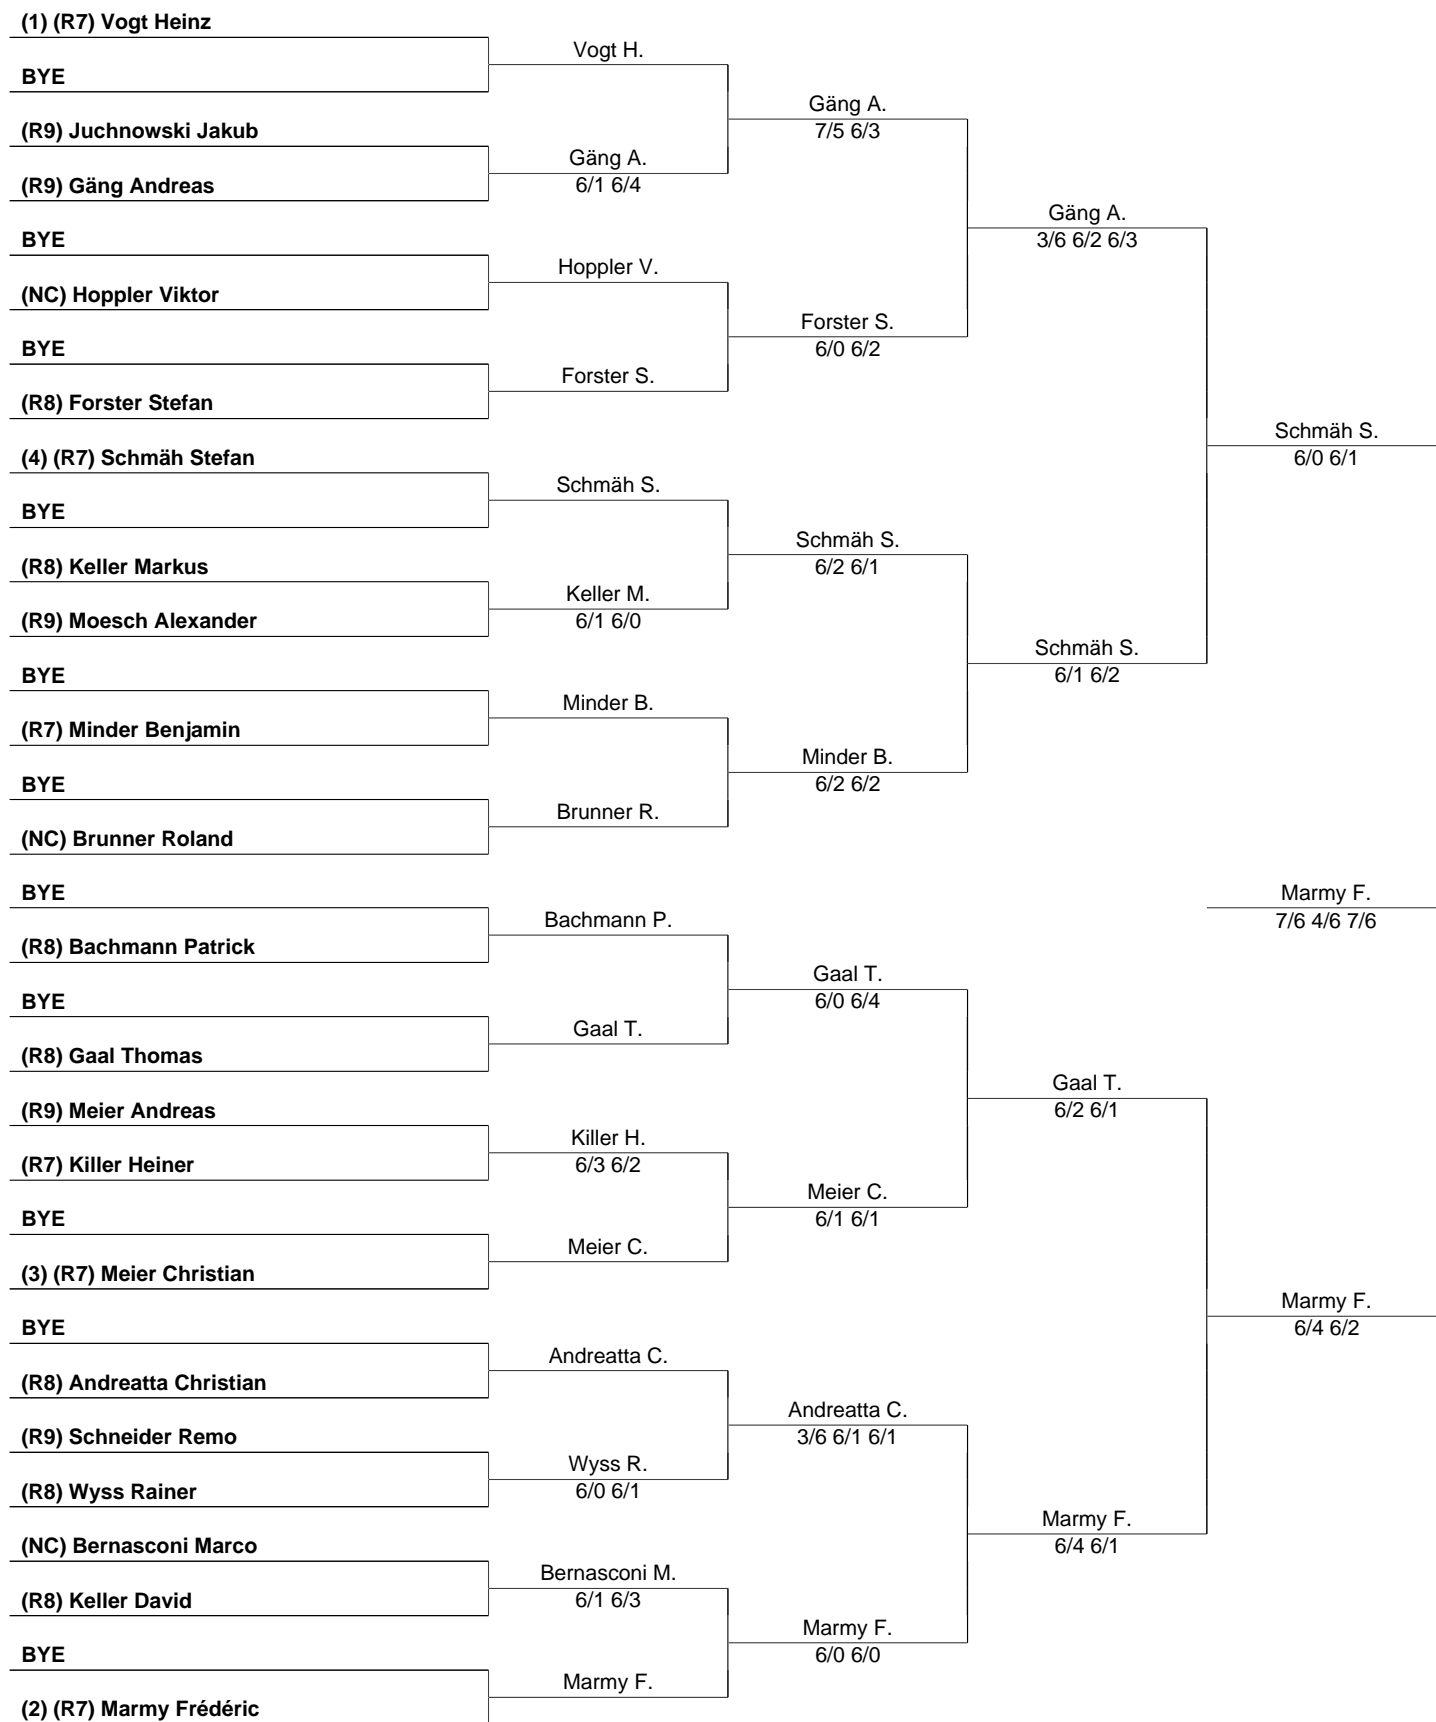 (1) (R7) Vogt Heinz
BYE
(R9) Juchnowski Jakub
(R9) Gäng Andreas
BYE
(NC) Hoppler Viktor
BYE
(R8) Forster Stefan
(4) (R7) Schmäh Stefan
BYE
(R8) Keller Markus
(R9) Moesch Alexander
BYE
(R7) Minder Benjamin
BYE
(NC) Brunner Roland
BYE
(R8) Bachmann Patrick
BYE
(R8) Gaal Thomas
(R9) Meier Andreas
(R7) Killer Heiner
BYE
(3) (R7) Meier Christian
BYE
(R8) Andreatta Christian
(R9) Schneider Remo
(R8) Wyss Rainer
(NC) Bernasconi Marco
(R8) Keller David
BYE
(2) (R7) Marmy Frédéric
Vogt H.
Gäng A.
6/1 6/4
Hoppler V.
Forster S.
Schmäh S.
Keller M.
6/1 6/0
Minder B.
Brunner R.
Bachmann P.
Gaal T.
Killer H.
6/3 6/2
Meier C.
Andreatta C.
Wyss R.
6/0 6/1
Bernasconi M.
6/1 6/3
Marmy F.
Gäng A.
7/5 6/3
Forster S.
6/0 6/2
Schmäh S.
6/2 6/1
Minder B.
6/2 6/2
Gaal T.
6/0 6/4
Meier C.
6/1 6/1
Andreatta C.
3/6 6/1 6/1
Marmy F.
6/0 6/0
Gäng A.
3/6 6/2 6/3
Schmäh S.
6/1 6/2
Gaal T.
6/2 6/1
Marmy F.
6/4 6/1
Schmäh S.
6/0 6/1
Marmy F.
7/6 4/6 7/6
Marmy F.
6/4 6/2